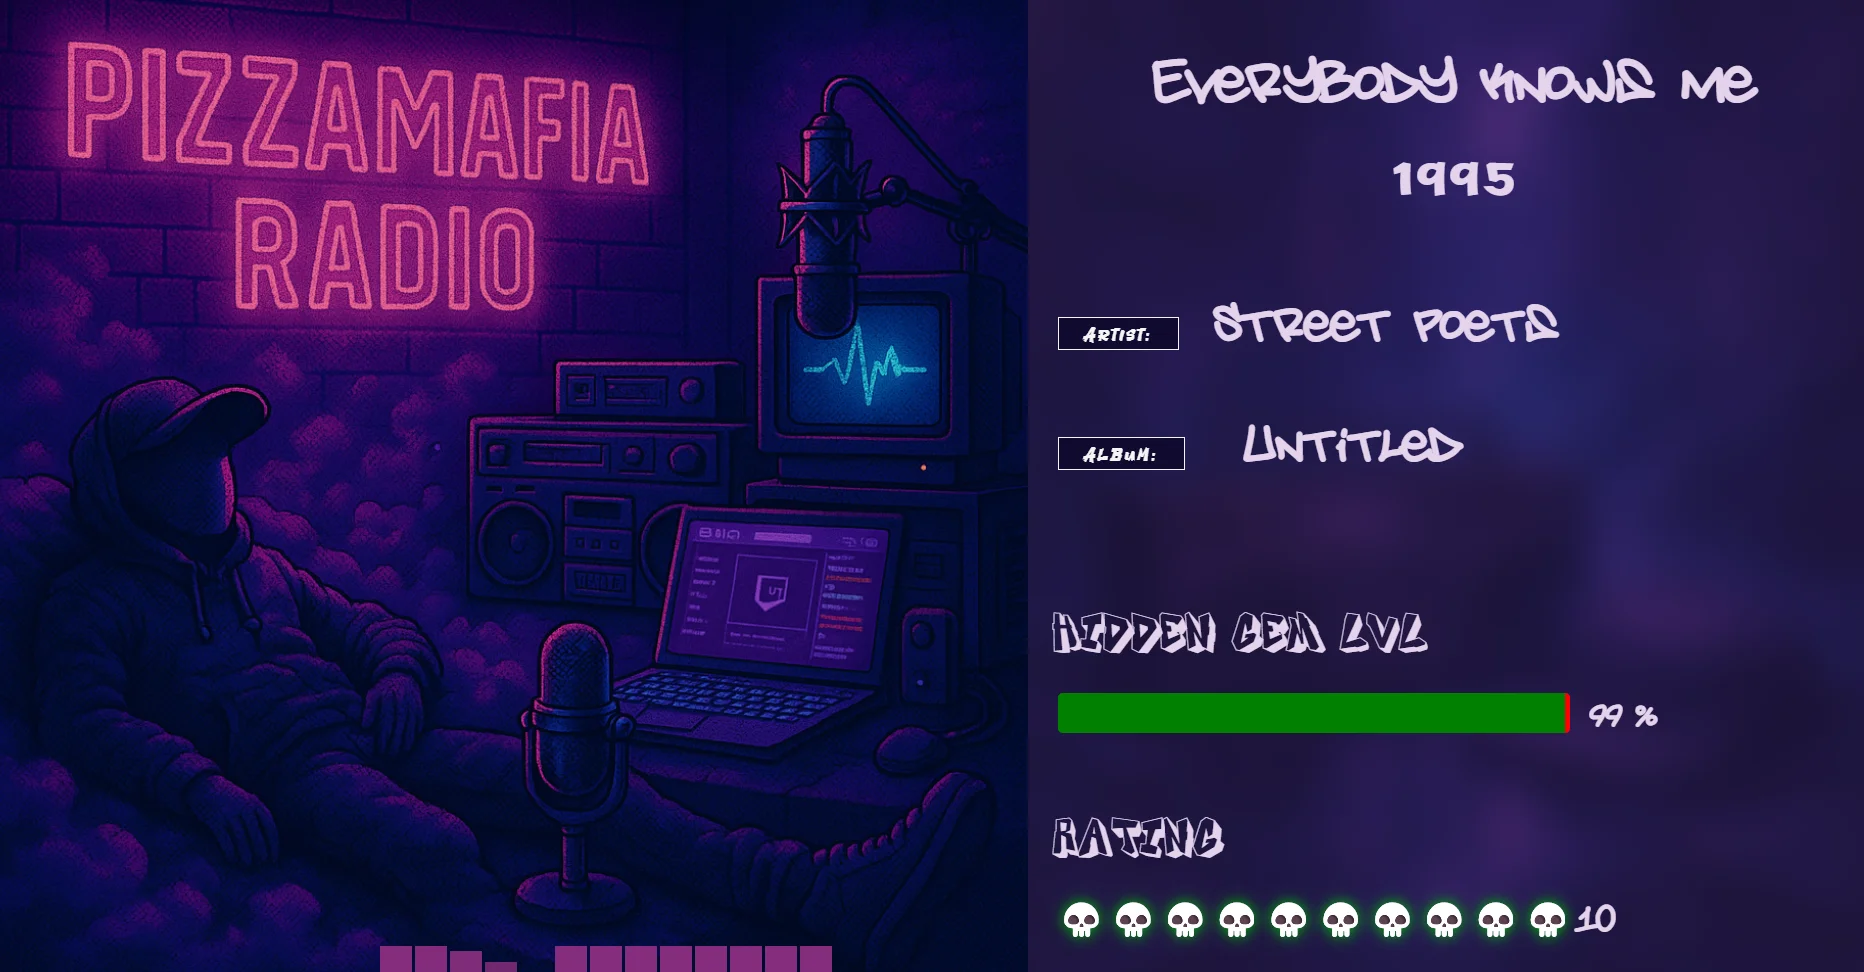 PIZZAMAFIA
RADIO
Everybody knows me
1995
Artist: Street poets
Album: Untitled
HIDDEN GEM LVL
99 %
RATING
10